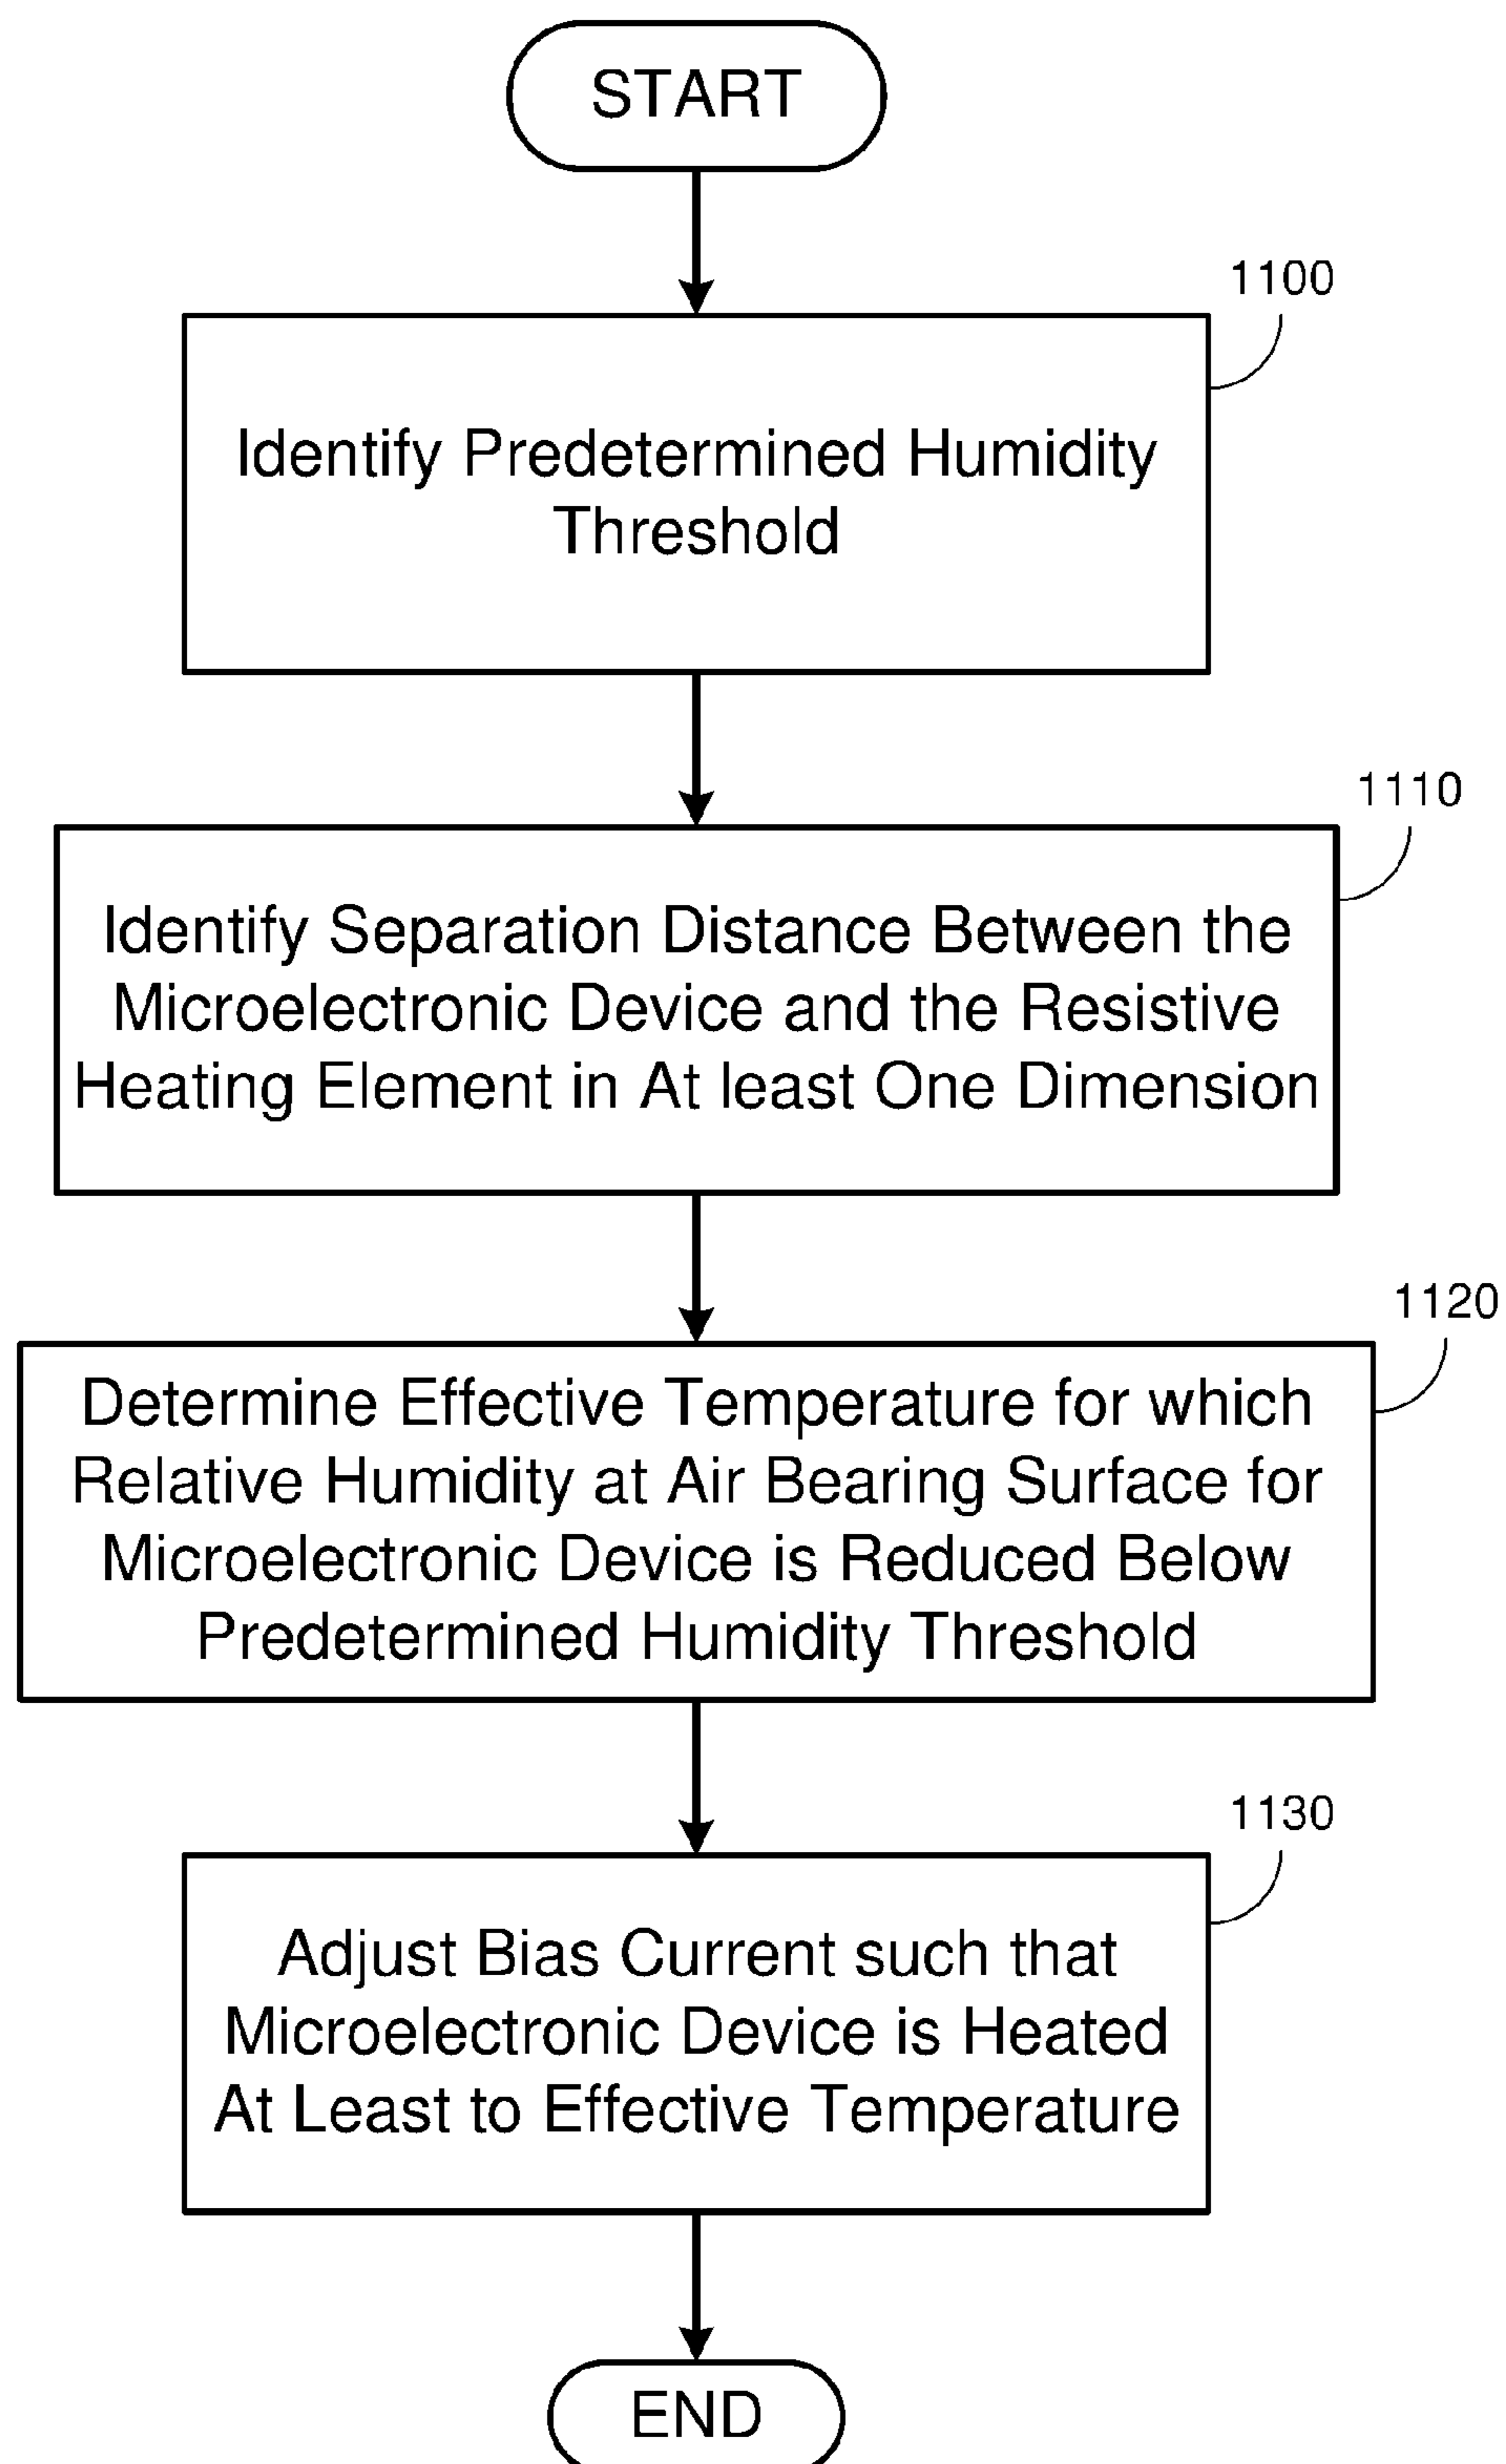 START
1100
Identify Predetermined Humidity
Threshold
1110
Identify Separation Distance Between the
Microelectronic Device and the Resistive
Heating Element in At least One Dimension
1120
Determine Effective Temperature for which
Relative Humidity at Air Bearing Surface for
Microelectronic Device is Reduced Below
Predetermined Humidity Threshold
1130
Adjust Bias Current such that
Microelectronic Device is Heated
At Least to Effective Temperature
END